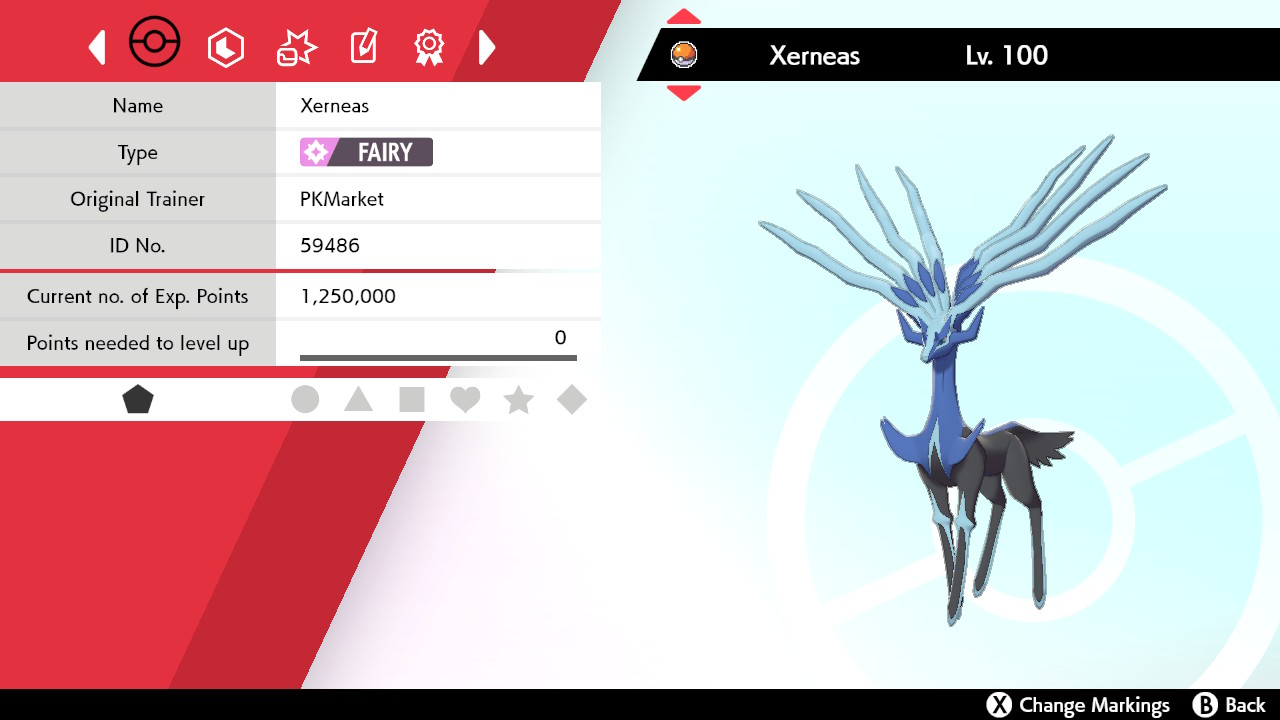 Xerneas Lv. 100
Name Xerneas
Type FAIRY
Original Trainer PKMarket
ID No. 59486
Current no. of Exp. Points 1,250,000
Points needed to level up 0
X Change Markings B Back